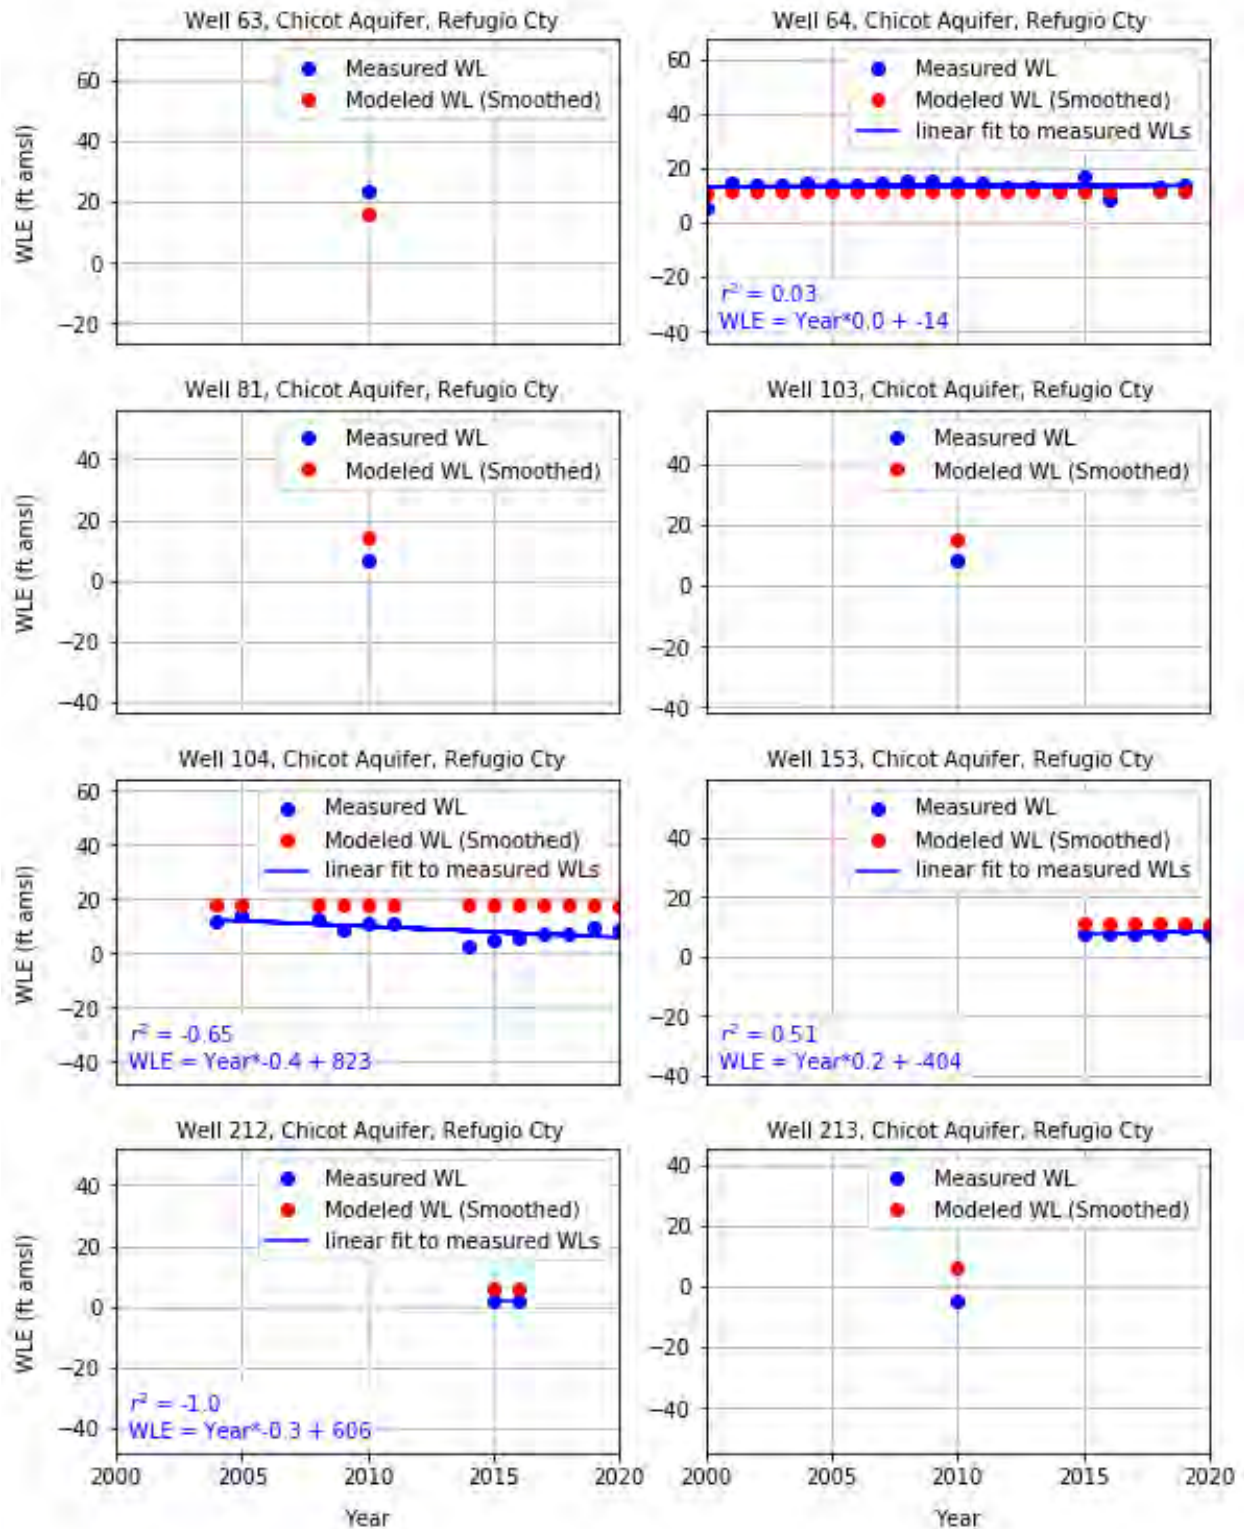 Well 63, Chicot Aquifer, Refugio Cty
WLE (ft amsl)
60
40
20
0
−20
Measured WL
Modeled WL (Smoothed)
Well 64, Chicot Aquifer, Refugio Cty
60
40
20
0
−20
−40
Measured WL
Modeled WL (Smoothed)
linear fit to measured WLs
r² = 0.03
WLE = Year*0.0 + -14
Well 81, Chicot Aquifer, Refugio Cty
WLE (ft amsl)
40
20
0
−20
−40
Measured WL
Modeled WL (Smoothed)
Well 103, Chicot Aquifer, Refugio Cty
40
20
0
−20
−40
Measured WL
Modeled WL (Smoothed)
Well 104, Chicot Aquifer, Refugio Cty
WLE (ft amsl)
60
40
20
0
−20
−40
Measured WL
Modeled WL (Smoothed)
linear fit to measured WLs
r² = -0.65
WLE = Year*-0.4 + 823
Well 153, Chicot Aquifer, Refugio Cty
40
20
0
−20
−40
Measured WL
Modeled WL (Smoothed)
linear fit to measured WLs
r² = 0.51
WLE = Year*0.2 + -404
Well 212, Chicot Aquifer, Refugio Cty
WLE (ft amsl)
40
20
0
−20
−40
Measured WL
Modeled WL (Smoothed)
linear fit to measured WLs
r² = -1.0
WLE = Year*-0.3 + 606
2000 2005 2010 2015 2020
Year
Well 213, Chicot Aquifer, Refugio Cty
40
20
0
−20
−40
Measured WL
Modeled WL (Smoothed)
2000 2005 2010 2015 2020
Year